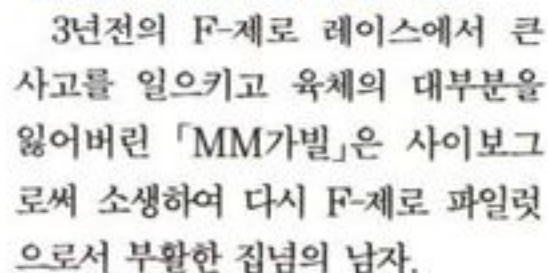 3년전의 F-제로 레이스에서 큰
사고를 일으키고 육체의 대부분을
잃어버린 「MM가빌」은 사이보그
로써 소생하여 다시 F-제로 파일럿
으로서 부활한 집념의 남자.